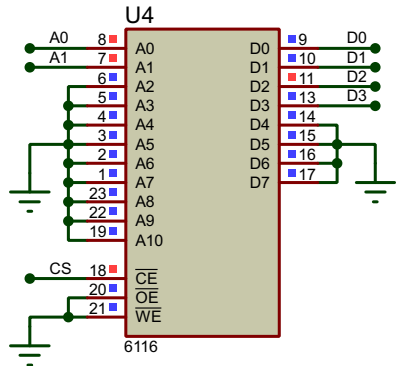 U4
A0 8 A0 D0 9 D0
A1 7 A1 D1 10 D1
6 A2 D2 11 D2
5 A3 D3 13 D3
4 A4 D4 14
3 A5 D5 15
2 A6 D6 16
1 A7 D7 17
23 A8
22 A9
19 A10
CS 18 CE
20 OE
21 WE
6116